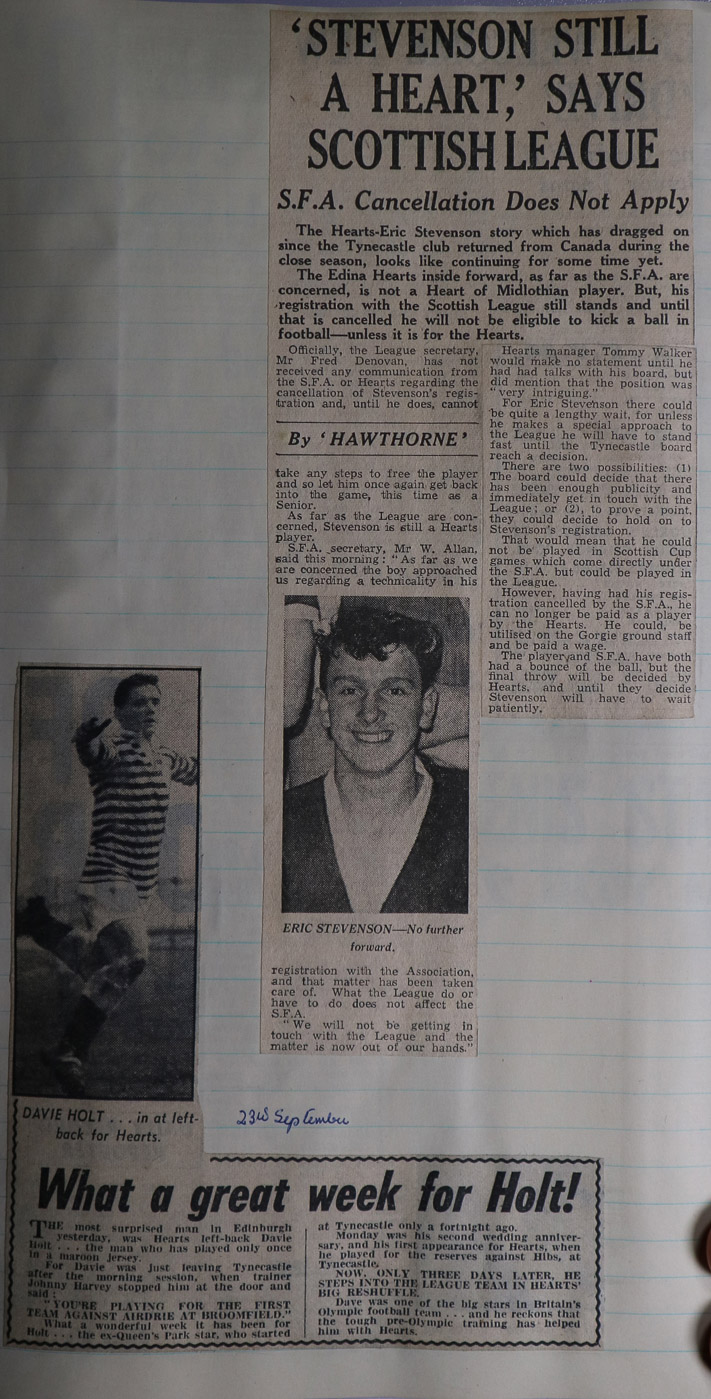 ‘STEVENSON STILL
A HEART,’ SAYS
SCOTTISH LEAGUE
S.F.A. Cancellation Does Not Apply
The Hearts-Eric Stevenson story which has dragged on
since the Tynecastle club returned from Canada during the
close season, looks like continuing for some time yet.
The Edina Hearts inside forward, as far as the S.F.A. are
concerned, is not a Heart of Midlothian player. But, his
registration with the Scottish League still stands and until
that is cancelled he will not be eligible to kick a ball in
football—unless it is for the Hearts.
Officially, the League secretary,
Mr Fred Denovan, has not
received any communication from
the S.F.A. or Hearts regarding the
cancellation of Stevenson's regis-
tration and, until he does, cannot
By ‘HAWTHORNE’
take any steps to free the player
and so let him once again get back
into the game, this time as a
Senior.
As far as the League are con-
cerned, Stevenson is still a Hearts
player.
S.F.A. secretary, Mr W. Allan,
said this morning: “As far as we
are concerned the boy approached
us regarding a technicality in his
ERIC STEVENSON—No further
forward.
registration with the Association,
and that matter has been taken
care of. What the League do or
have to do does not affect the
S.F.A.
“We will not be getting in
touch with the League and the
matter is now out of our hands.”
Hearts manager Tommy Walker
would make no statement until he
had had talks with his board, but
did mention that the position was
“very intriguing.”
For Eric Stevenson there could
be quite a lengthy wait, for unless
he makes a special approach to
the League he will have to stand
fast until the Tynecastle board
reach a decision.
There are two possibilities: (1)
The board could decide that there
has been enough publicity and
immediately get in touch with the
League; or (2), to prove a point,
they could decide to hold on to
Stevenson's registration.
That would mean that he could
not be played in Scottish Cup
games which come directly under
the S.F.A. but could be played in
the League.
However, having had his regis-
tration cancelled by the S.F.A., he
can no longer be paid as a player
by the Hearts. He could, be
utilised on the Gorgie ground staff
and be paid a wage.
The player and S.F.A. have both
had a bounce of the ball, but the
final throw will be decided by
Hearts, and until they decide
Stevenson will have to wait
patiently.
DAVIE HOLT . . . in at left-
back for Hearts.
23rd September
What a great week for Holt!
THE most surprised man in Edinburgh
yesterday, was Hearts left-back Davie
Holt . . . the man who has played only once
in a maroon jersey.
For Davie was just leaving Tynecastle
after the morning session, when trainer
Johnny Harvey stopped him at the door and
said:
“YOU'RE PLAYING FOR THE FIRST
TEAM AGAINST AIRDRIE AT BROOMFIELD.”
What a wonderful week it has been for
Holt . . . the ex-Queen's Park star, who started
at Tynecastle only a fortnight ago.
Monday was his second wedding anniver-
sary, and his first appearance for Hearts, when
he played for the reserves against Hibs, at
Tynecastle.
NOW, ONLY THREE DAYS LATER, HE
STEPS INTO THE LEAGUE TEAM IN HEARTS'
BIG RESHUFFLE.
Dave was one of the big stars in Britain's
Olympic football team . . . and he reckons that
the tough pre-Olympic training has helped
him with Hearts.